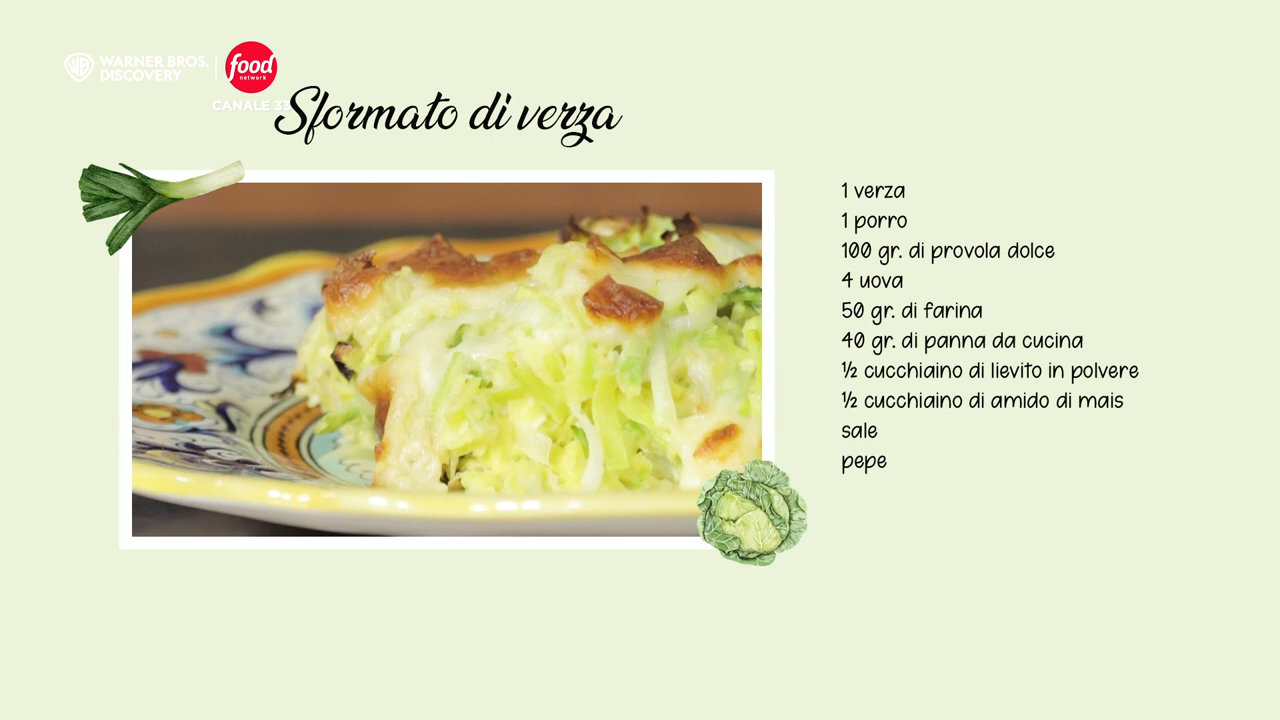 WARNER BROS.
DISCOVERY
food
network
CANALE 33
Sformato di verza
1 verza
1 porro
100 gr. di provola dolce
4 uova
50 gr. di farina
40 gr. di panna da cucina
½ cucchiaino di lievito in polvere
½ cucchiaino di amido di mais
sale
pepe